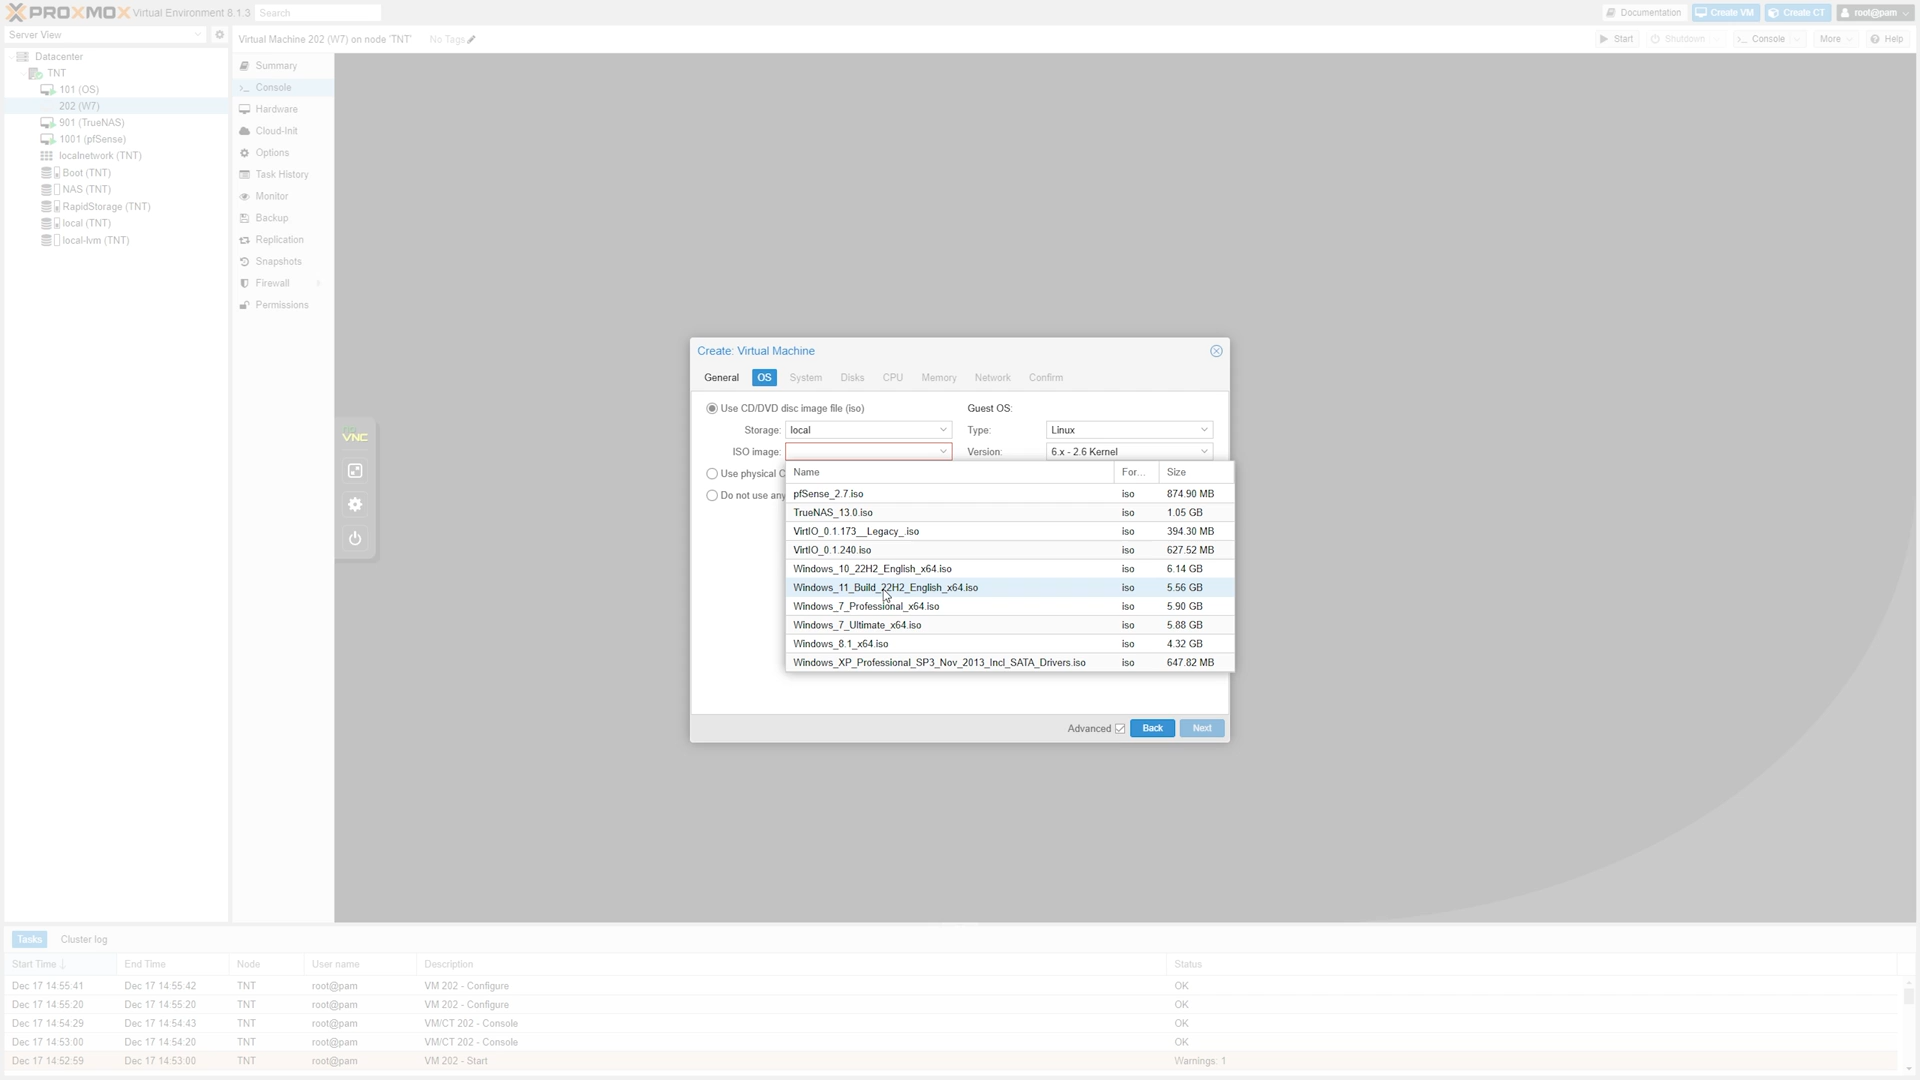 PROXMOX Virtual Environment 8.1.3 Search Documentation Create VM Create CT root@pam
Server View
Virtual Machine 202 (W7) on node 'TNT' No Tags Start Shutdown Console More Help
Datacenter
TNT
101 (OS)
202 (W7)
901 (TrueNAS)
1001 (pfSense)
localnetwork (TNT)
Boot (TNT)
NAS (TNT)
RapidStorage (TNT)
local (TNT)
local-lvm (TNT)
Summary
Console
Hardware
Cloud-Init
Options
Task History
Monitor
Backup
Replication
Snapshots
Firewall
Permissions
VNC
Create: Virtual Machine
General OS System Disks CPU Memory Network Confirm
Use CD/DVD disc image file (iso) Guest OS:
Storage: local Type: Linux
ISO image: Version: 6.x - 2.6 Kernel
Use physical C
Do not use any
Name For... Size
pfSense_2.7.iso iso 874.90 MB
TrueNAS_13.0.iso iso 1.05 GB
VirtIO_0.1.173__Legacy_.iso iso 394.30 MB
VirtIO_0.1.240.iso iso 627.52 MB
Windows_10_22H2_English_x64.iso iso 6.14 GB
Windows_11_Build_22H2_English_x64.iso iso 5.56 GB
Windows_7_Professional_x64.iso iso 5.90 GB
Windows_7_Ultimate_x64.iso iso 5.88 GB
Windows_8.1_x64.iso iso 4.32 GB
Windows_XP_Professional_SP3_Nov_2013_Incl_SATA_Drivers.iso iso 647.82 MB
Advanced Back Next
Tasks Cluster log
Start Time End Time Node User name Description Status
Dec 17 14:55:41 Dec 17 14:55:42 TNT root@pam VM 202 - Configure OK
Dec 17 14:55:20 Dec 17 14:55:20 TNT root@pam VM 202 - Configure OK
Dec 17 14:54:29 Dec 17 14:54:43 TNT root@pam VM/CT 202 - Console OK
Dec 17 14:53:00 Dec 17 14:54:20 TNT root@pam VM/CT 202 - Console OK
Dec 17 14:52:59 Dec 17 14:53:00 TNT root@pam VM 202 - Start Warnings: 1